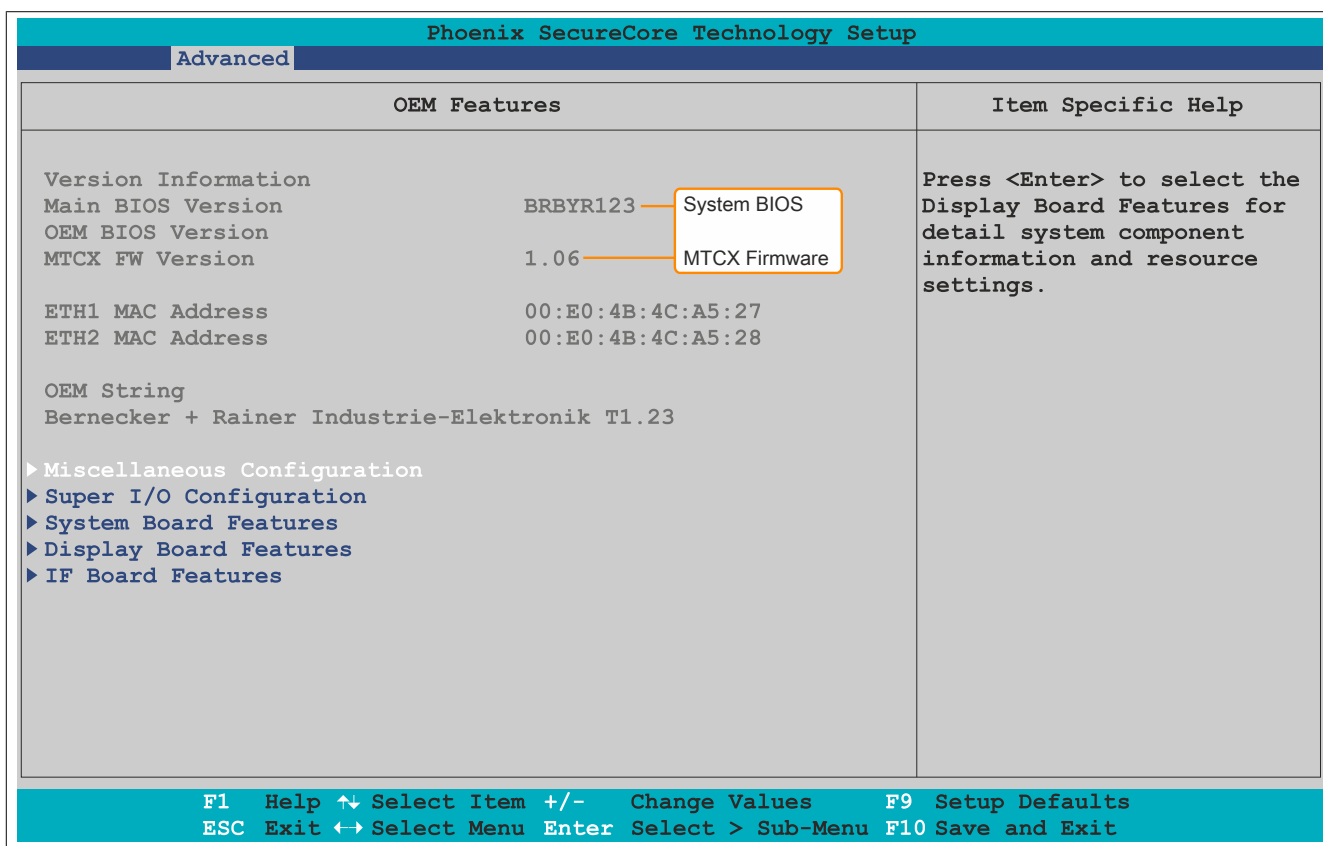 Phoenix SecureCore Technology Setup
Advanced
OEM Features
Item Specific Help
Version Information
Main BIOS Version BRBYR123 System BIOS
OEM BIOS Version
MTCX FW Version 1.06 MTCX Firmware
ETH1 MAC Address 00:E0:4B:4C:A5:27
ETH2 MAC Address 00:E0:4B:4C:A5:28
OEM String
Bernecker + Rainer Industrie-Elektronik T1.23
Miscellaneous Configuration
Super I/O Configuration
System Board Features
Display Board Features
IF Board Features
Press <Enter> to select the
Display Board Features for
detail system component
information and resource
settings.
F1 Help ↑↓ Select Item +/- Change Values F9 Setup Defaults
ESC Exit ←→ Select Menu Enter Select > Sub-Menu F10 Save and Exit